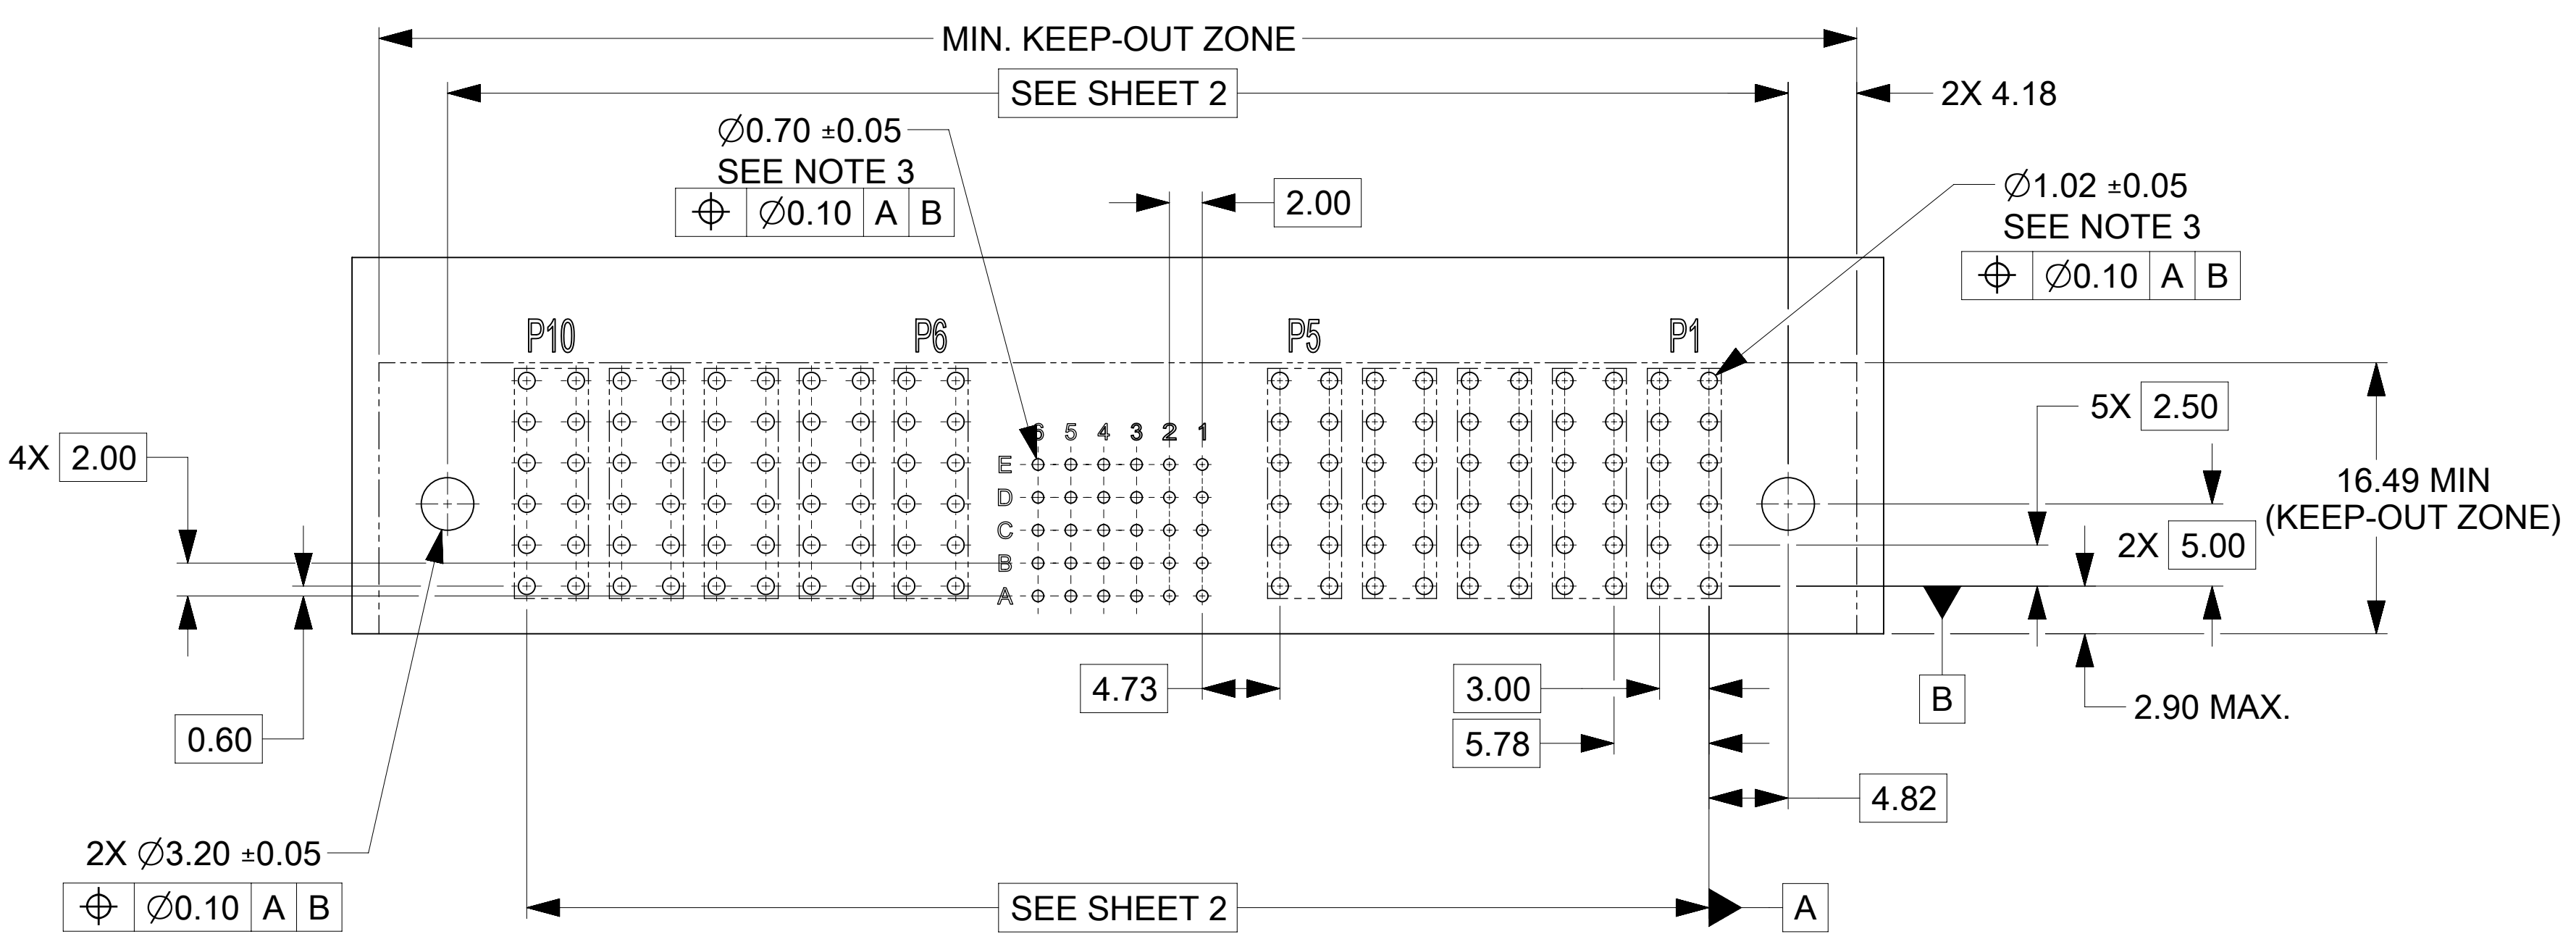 MIN. KEEP-OUT ZONE
SEE SHEET 2
2X 4.18
∅0.70 ±0.05
SEE NOTE 3
⌖ ∅0.10 A B
2.00
∅1.02 ±0.05
SEE NOTE 3
⌖ ∅0.10 A B
P10 P6 P5 P1
5X 2.50
6 5 4 3 2 1
4X 2.00
E
D
C
B
A
16.49 MIN
(KEEP-OUT ZONE)
2X 5.00
4.73
3.00
B
2.90 MAX.
0.60
5.78
4.82
2X ∅3.20 ±0.05
⌖ ∅0.10 A B
SEE SHEET 2
A